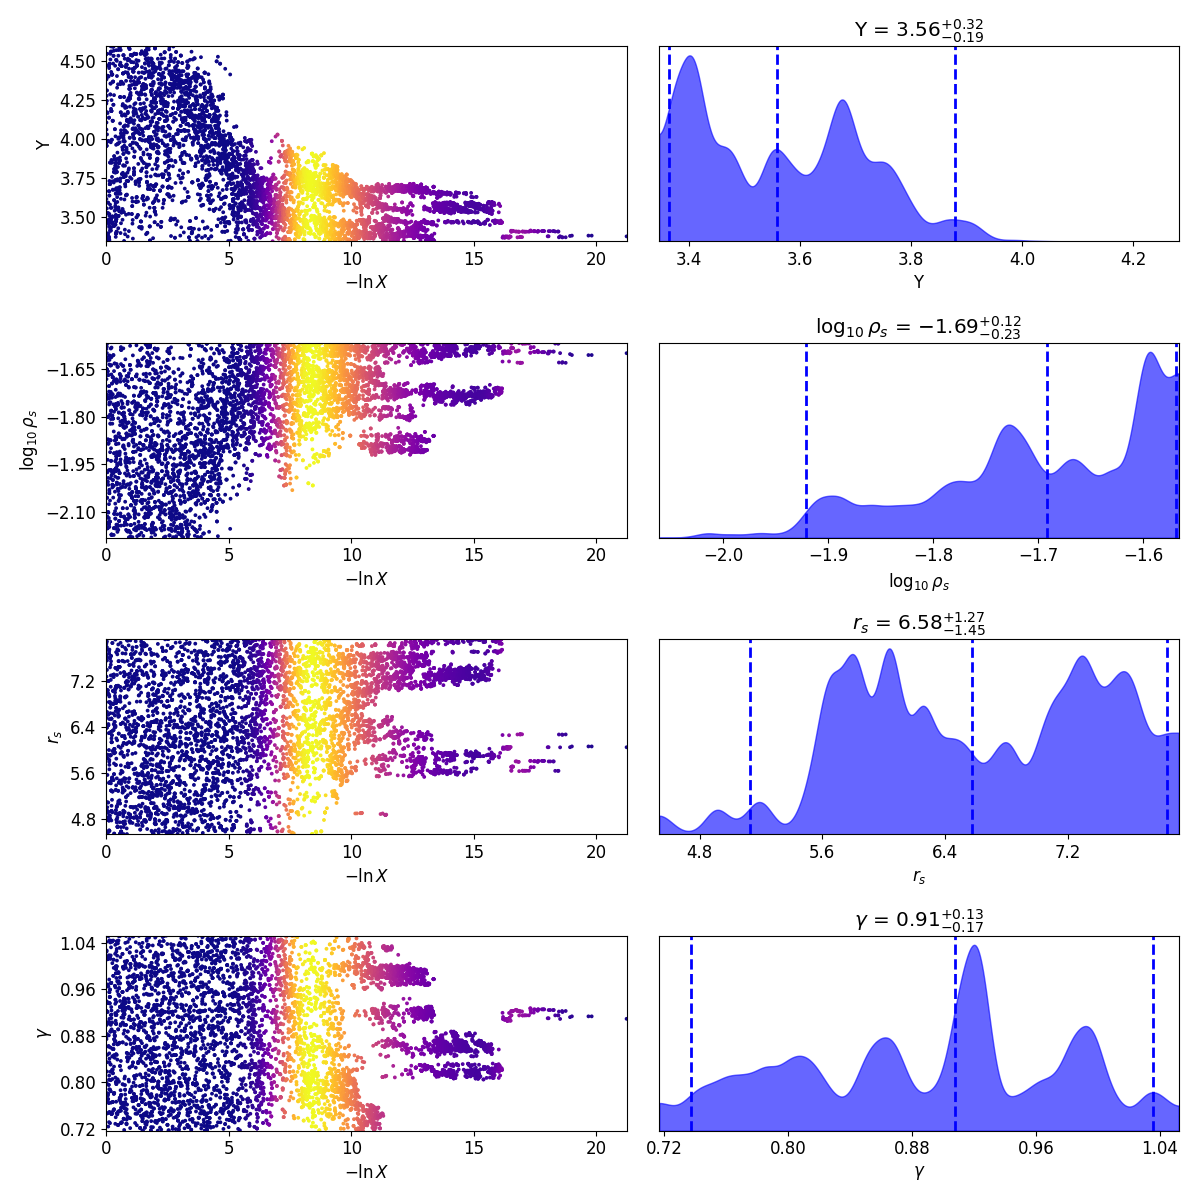 Y = 3.56^{+0.32}_{-0.19}
4.50
4.25
4.00
3.75
3.50
Y
0 5 10 15 20
−ln X
3.4 3.6 3.8 4.0 4.2
Y
log₁₀ ρₛ = −1.69^{+0.12}_{-0.23}
−1.65
−1.80
−1.95
−2.10
log₁₀ ρₛ
0 5 10 15 20
−ln X
−2.0 −1.9 −1.8 −1.7 −1.6
log₁₀ ρₛ
rₛ = 6.58^{+1.27}_{-1.45}
7.2
6.4
5.6
4.8
rₛ
0 5 10 15 20
−ln X
4.8 5.6 6.4 7.2
rₛ
γ = 0.91^{+0.13}_{-0.17}
1.04
0.96
0.88
0.80
0.72
γ
0 5 10 15 20
−ln X
0.72 0.80 0.88 0.96 1.04
γ